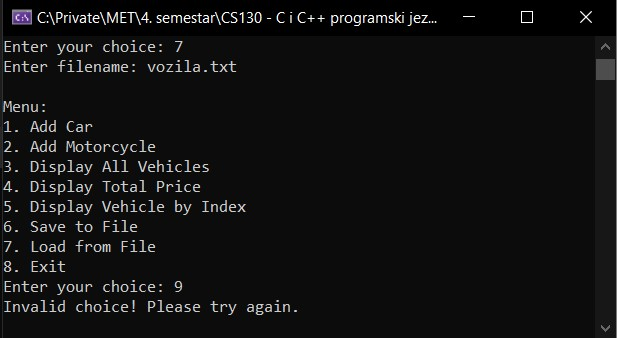 C:\Private\MET\4. semestar\CS130 - C i C++ programski jez...
Enter your choice: 7
Enter filename: vozila.txt
Menu:
1. Add Car
2. Add Motorcycle
3. Display All Vehicles
4. Display Total Price
5. Display Vehicle by Index
6. Save to File
7. Load from File
8. Exit
Enter your choice: 9
Invalid choice! Please try again.